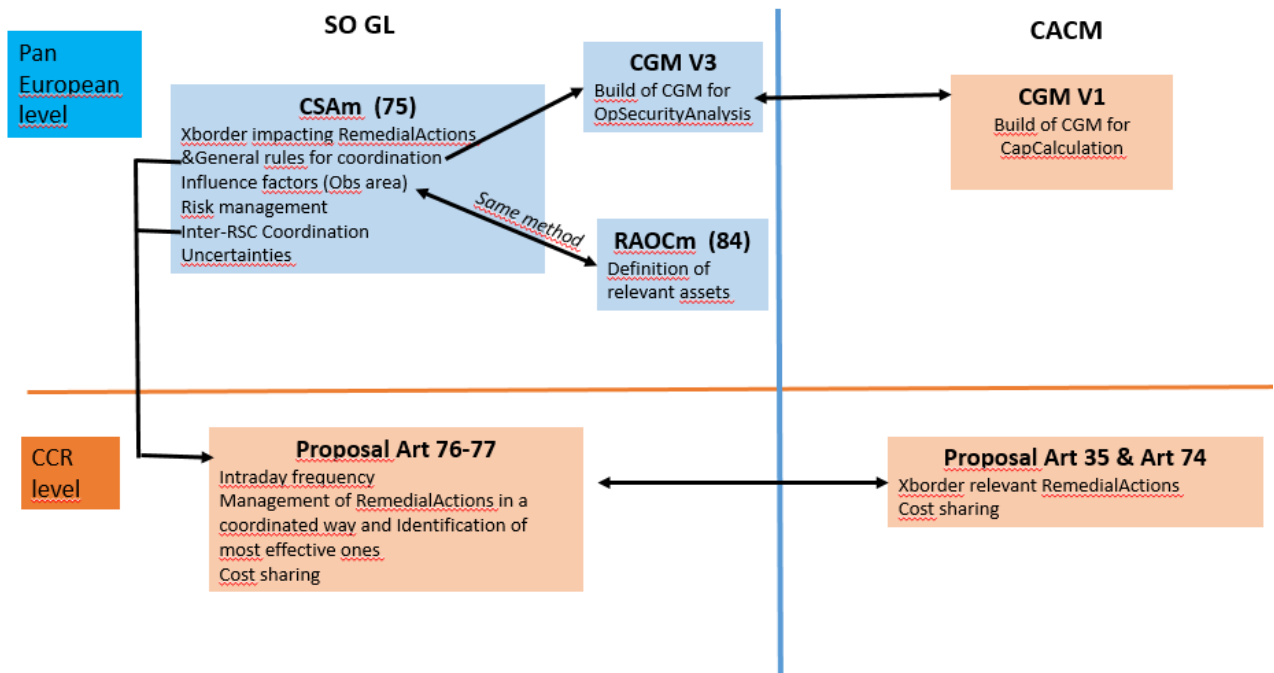 SO GL
CACM
Pan
European
level
CSAm (75)
Xborder impacting RemedialActions
&General rules for coordination
Influence factors (Obs area)
Risk management
Inter-RSC Coordination
Uncertainties
CGM V3
Build of CGM for
OpSecurityAnalysis
Same method
RAOCm (84)
Definition of
relevant assets
CGM V1
Build of CGM for
CapCalculation
CCR
level
Proposal Art 76-77
Intraday frequency
Management of RemedialActions in a
coordinated way and Identification of
most effective ones
Cost sharing
Proposal Art 35 & Art 74
Xborder relevant RemedialActions
Cost sharing